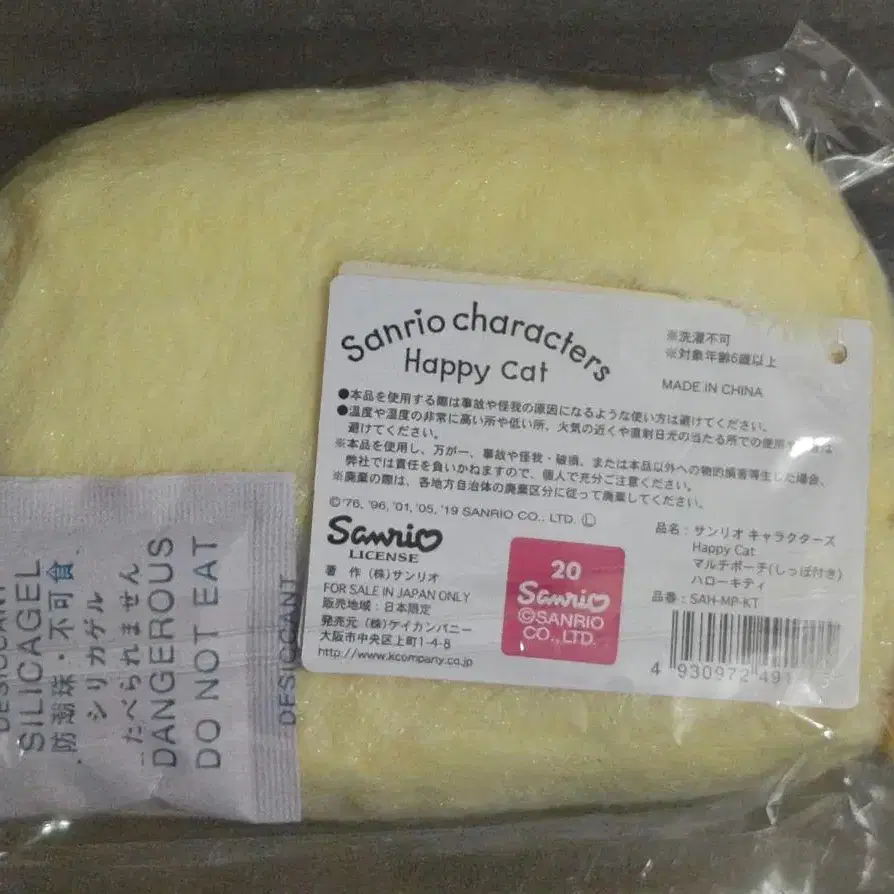 Sanrio characters
Happy Cat
※洗濯不可
※対象年齢6歳以上
MADE IN CHINA
●本品を使用する際は事故や怪我の原因になるような使い方は避けてください。
●温度や湿度の非常に高い所や低い所、火気の近くや直射日光の当たる所での使用
避けてください。
※本品を使用し、万が一、事故や怪我・破損、または本品以外への物的損害等生じた場合、
弊社では責任を負いかねますので、個人で充分ご注意ください。
※廃棄の際は、各地方自治体の廃棄区分に従って廃棄してください。
©'76, '96, '01, '05, '19 SANRIO CO., LTD. Ⓛ
Sanrio
LICENSE
著 作 (株)サンリオ
FOR SALE IN JAPAN ONLY
販売地域:日本限定
発売元 (株)ケイカンパニー
大阪市中央区上町1-4-8
http://www.kcompany.co.jp
20
Sanrio
©SANRIO
CO., LTD.
品名:サンリオ キャラクターズ
Happy Cat
マルチポーチ(しっぽ付き)
ハローキティ
品番:SAH-MP-KT
4 930972 491
DESICCANT
SILICAGEL
防潮珠・不可食
シリカゲル
たべられません
DANGEROUS
DO NOT EAT
DESICCANT